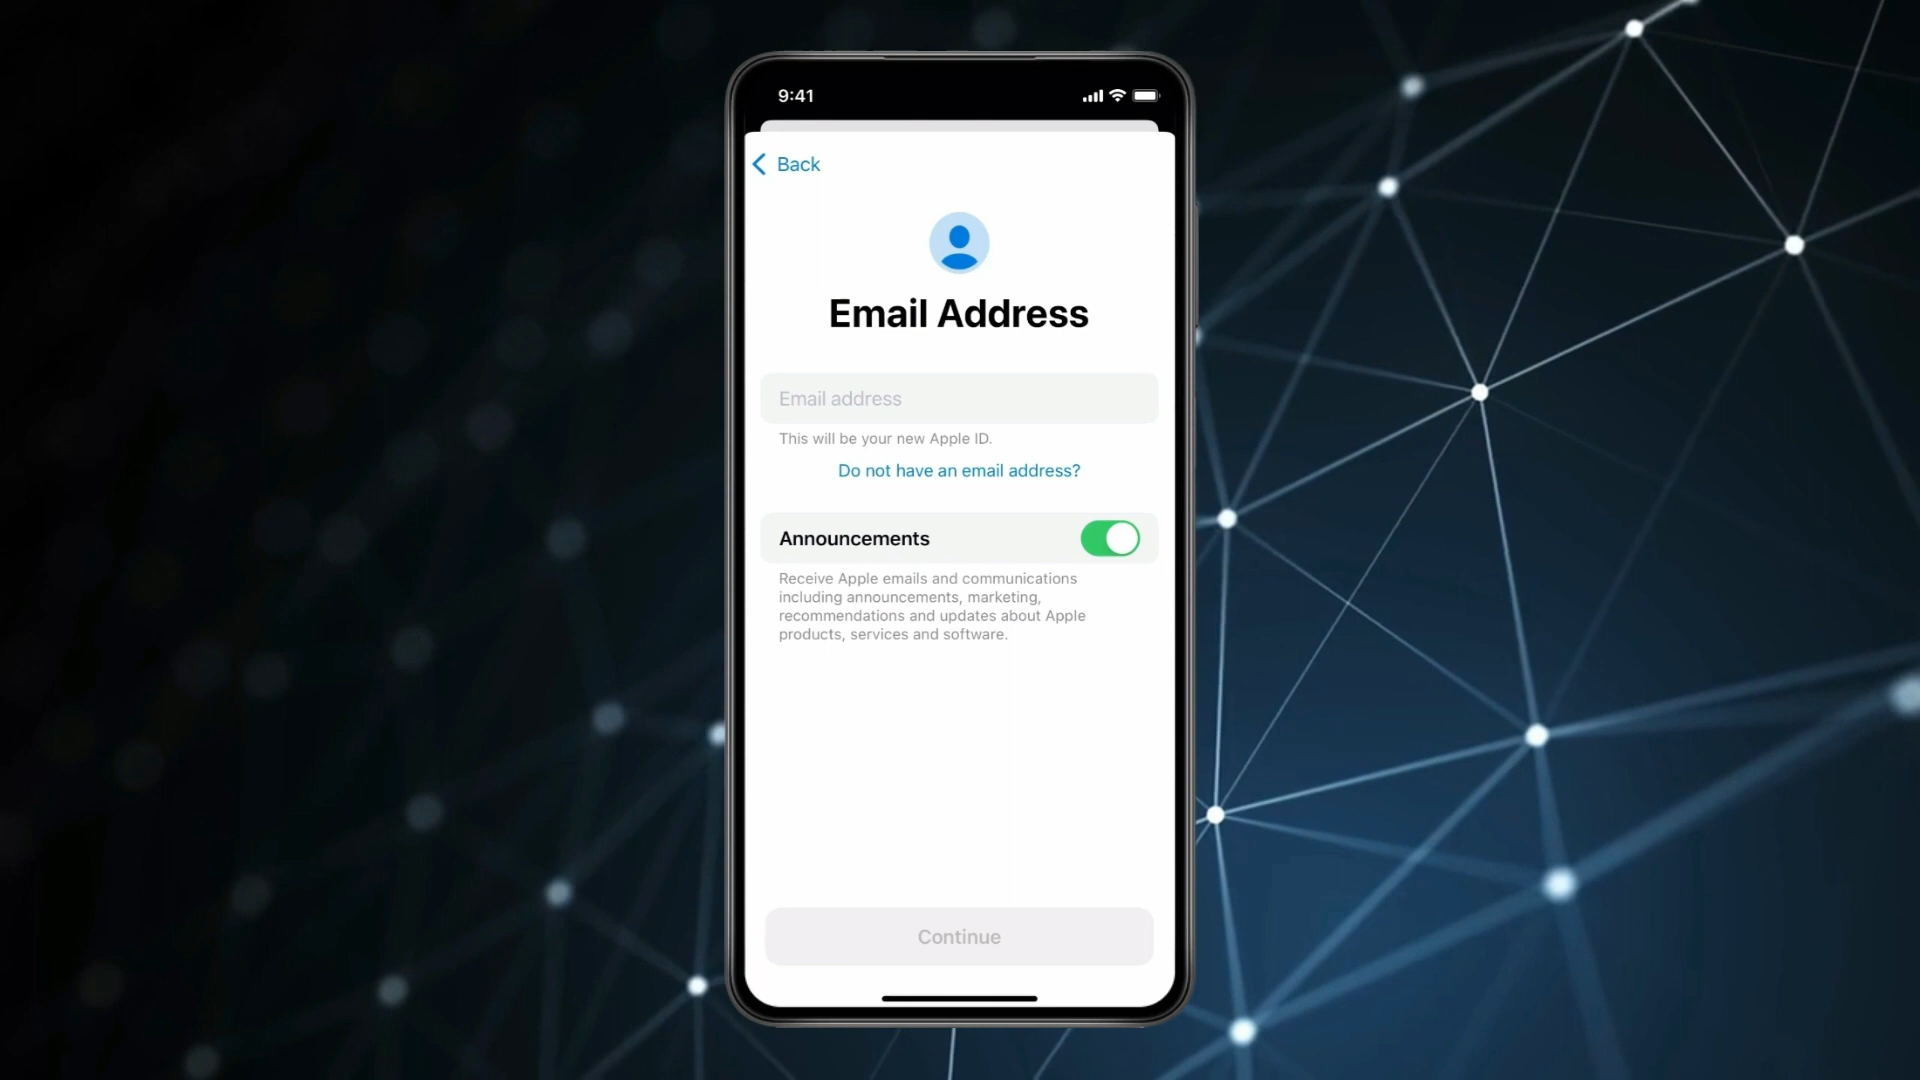 9:41
Back
Email Address
Email address
This will be your new Apple ID.
Do not have an email address?
Announcements
Receive Apple emails and communications
including announcements, marketing,
recommendations and updates about Apple
products, services and software.
Continue